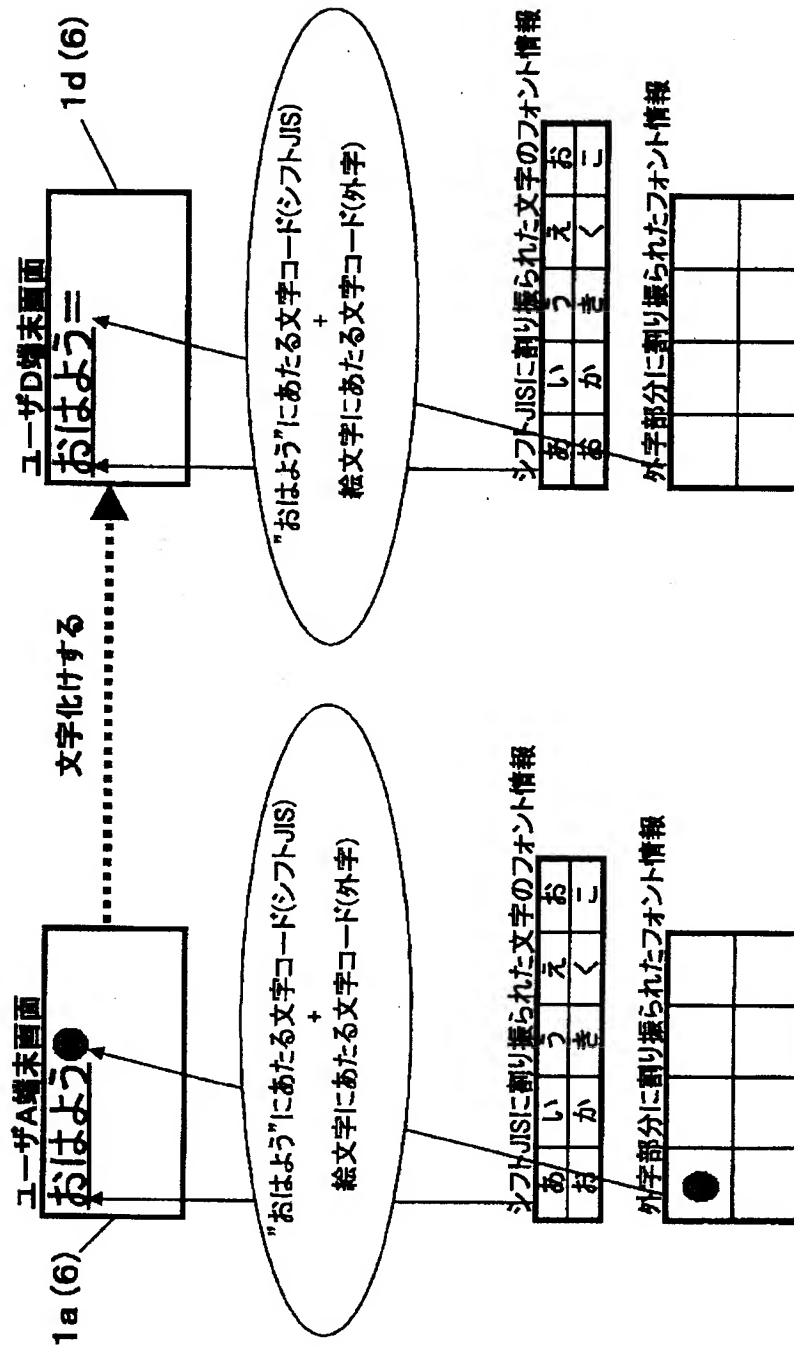 ユーザA端末画面
おはよう●
1a(6)
文字化けする
ユーザD端末画面
おはよう=
1d(6)
"おはよう"にあたる文字コード(シフトJIS)
+
絵文字にあたる文字コード(外字)
シフトJISに割り振られた文字のフォント情報
あ い う え お
お か き く こ
外字部分に割り振られたフォント情報
●
"おはよう"にあたる文字コード(シフトJIS)
+
絵文字にあたる文字コード(外字)
シフトJISに割り振られた文字のフォント情報
あ い う え お
お か き く こ
外字部分に割り振られたフォント情報